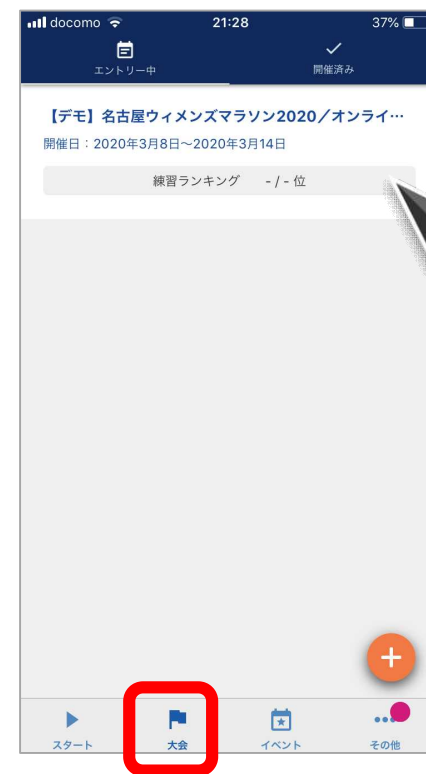 docomo 21:28 37%
エントリー中 開催済み
【デモ】名古屋ウィメンズマラソン2020／オンライ…
開催日：2020年3月8日～2020年3月14日
練習ランキング - / - 位
スタート 大会 イベント その他